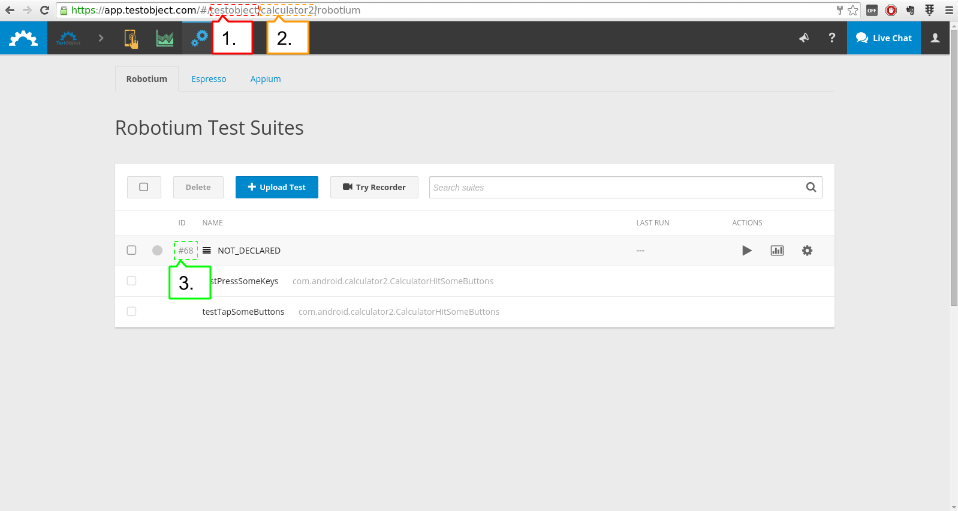 https://app.testobject.com/#/testobject/calculator2/robotium
OFF
1.
2.
?
Live Chat
Robotium Espresso Appium
Robotium Test Suites
Delete
Upload Test
Try Recorder
Search suites
ID NAME LAST RUN ACTIONS
#68 NOT_DECLARED ---
3.
stPressSomeKeys com.android.calculator2.CalculatorHitSomeButtons
testTapSomeButtons com.android.calculator2.CalculatorHitSomeButtons